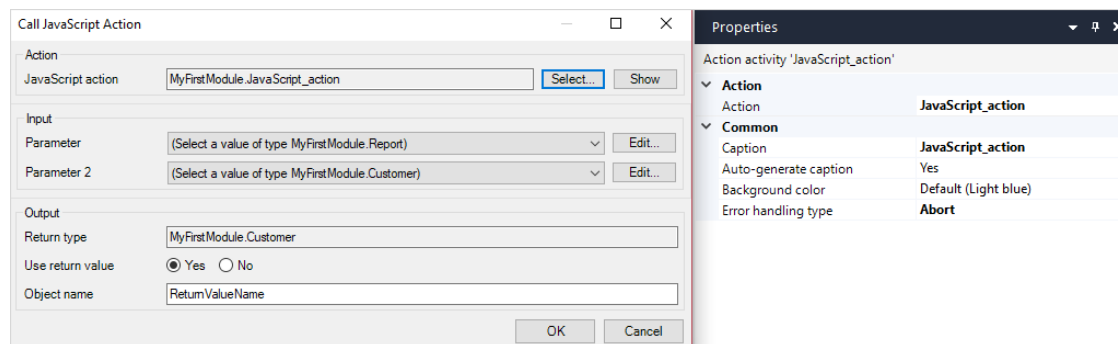 Call JavaScript Action
Action
JavaScript action MyFirstModule.JavaScript_action Select... Show
Input
Parameter (Select a value of type MyFirstModule.Report) Edit...
Parameter 2 (Select a value of type MyFirstModule.Customer) Edit...
Output
Return type MyFirstModule.Customer
Use return value Yes No
Object name ReturnValueName
OK Cancel
Properties
Action activity 'JavaScript_action'
Action
Action JavaScript_action
Common
Caption JavaScript_action
Auto-generate caption Yes
Background color Default (Light blue)
Error handling type Abort